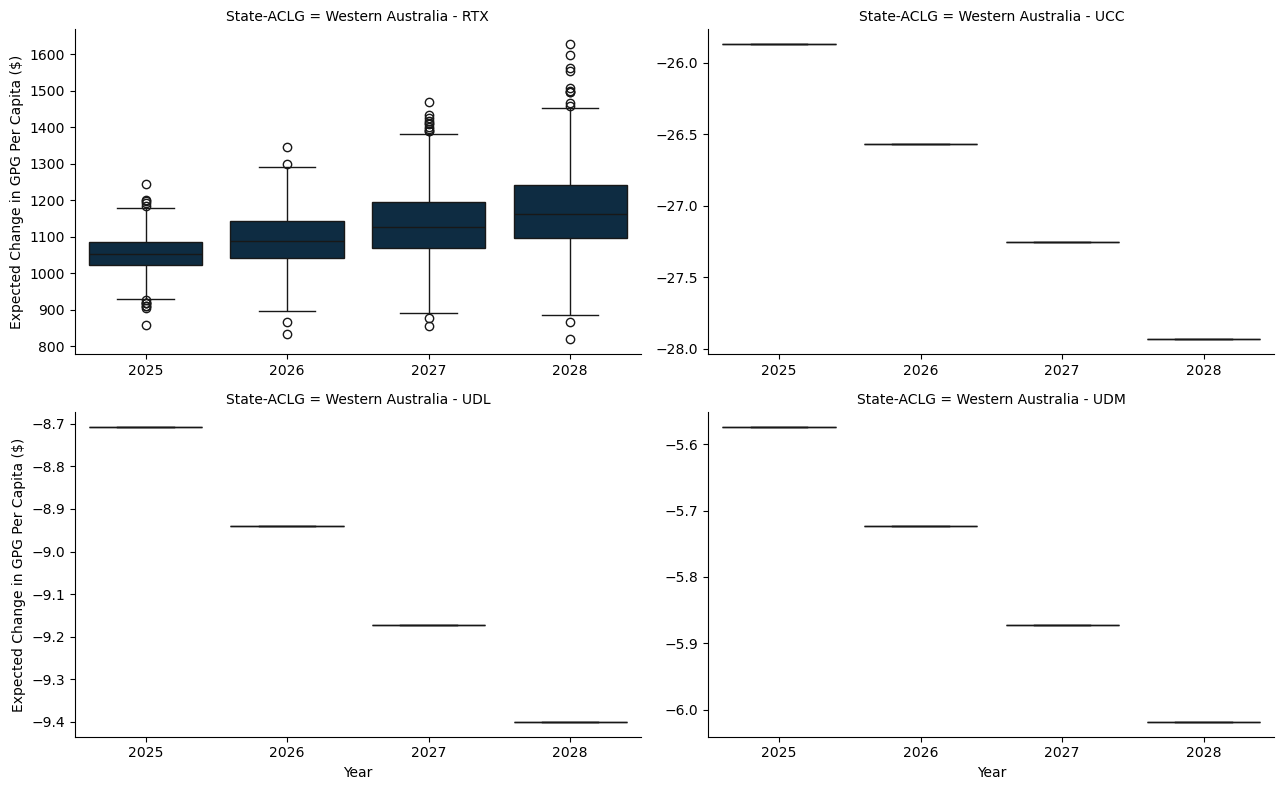 State-ACLG = Western Australia - RTX
Expected Change in GPG Per Capita ($)
1600
1500
1400
1300
1200
1100
1000
900
800
2025 2026 2027 2028
State-ACLG = Western Australia - UCC
−26.0
−26.5
−27.0
−27.5
−28.0
2025 2026 2027 2028
State-ACLG = Western Australia - UDL
Expected Change in GPG Per Capita ($)
−8.7
−8.8
−8.9
−9.0
−9.1
−9.2
−9.3
−9.4
2025 2026 2027 2028
Year
State-ACLG = Western Australia - UDM
−5.6
−5.7
−5.8
−5.9
−6.0
2025 2026 2027 2028
Year